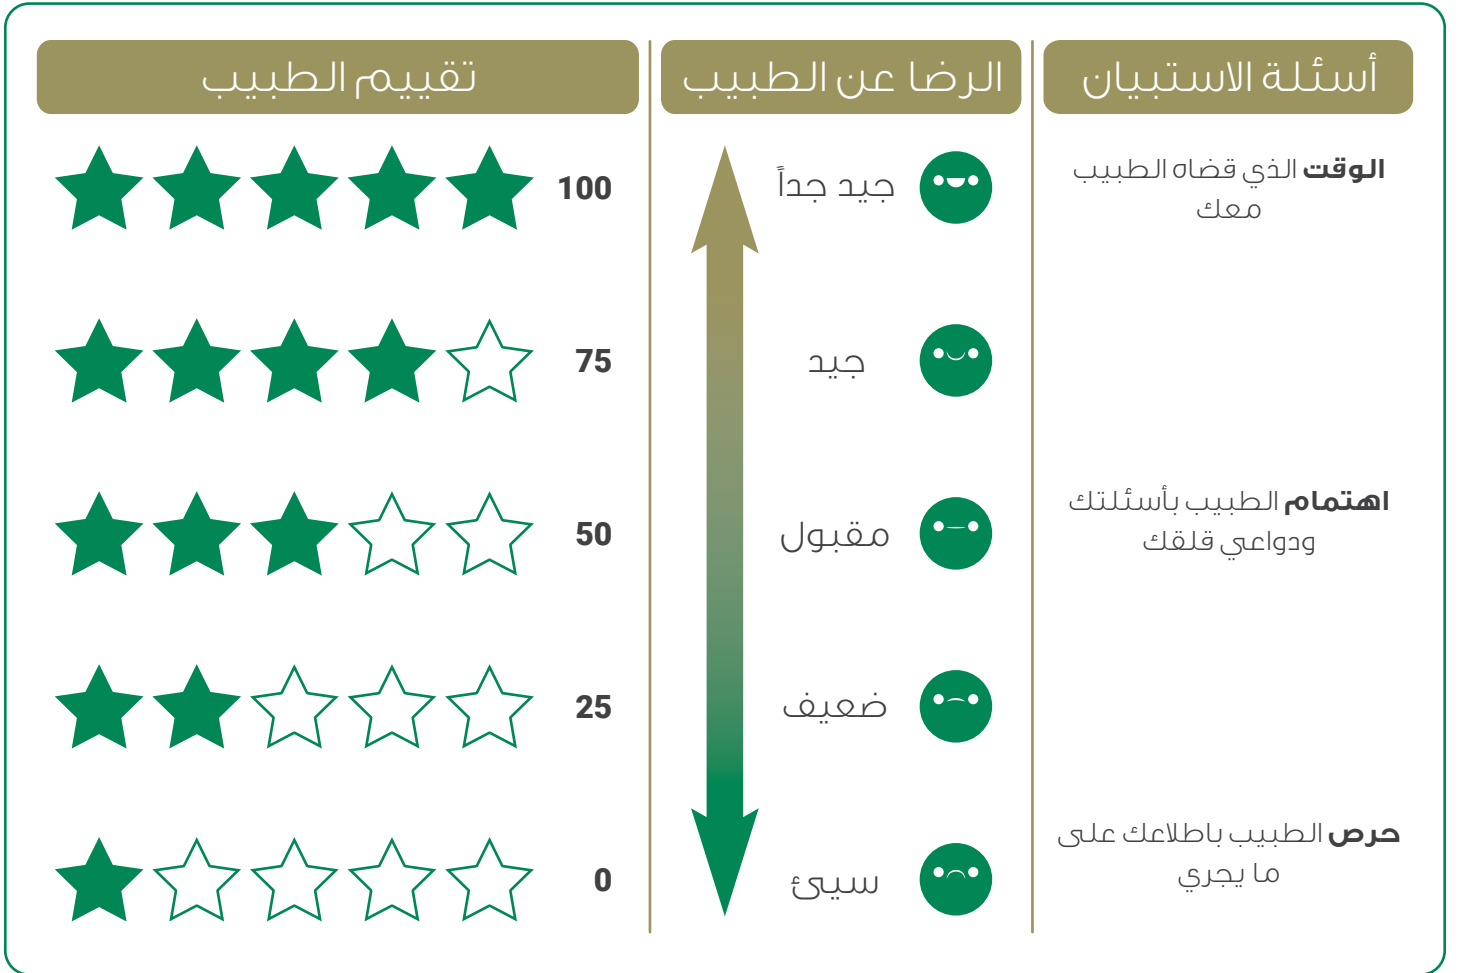 أسئلة الاستبيان
الرضا عن الطبيب
تقييم الطبيب
الوقت الذي قضاه الطبيب
معك
اهتمام الطبيب بأسئلتك
ودواعي قلقك
حرص الطبيب باطلاعك على
ما يجري
جيد جداً
جيد
مقبول
ضعيف
سيئ
100
75
50
25
0